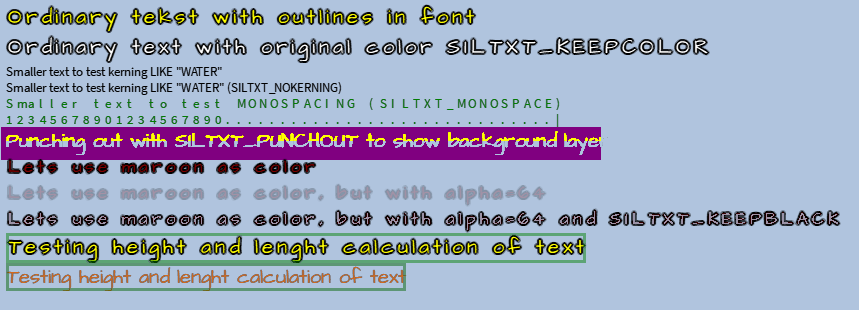 Ordinary tekst with outlines in font
Ordinary text with original color SILTXT_KEEPCOLOR
Smaller text to test kerning LIKE "WATER"
Smaller text to test kerning LIKE "WATER" (SILTXT_NOKERNING)
Smaller text to test MONOSPACING (SILTXT_MONOSPACE)
12345678901234567890..............................|
Punching out with SILTXT_PUNCHOUT to show background layer
Lets use maroon as color
Lets use maroon as color, but with alpha=64
Lets use maroon as color, but with alpha=64 and SILTXT_KEEPBLACK
Testing height and lenght calculation of text
Testing height and lenght calculation of text